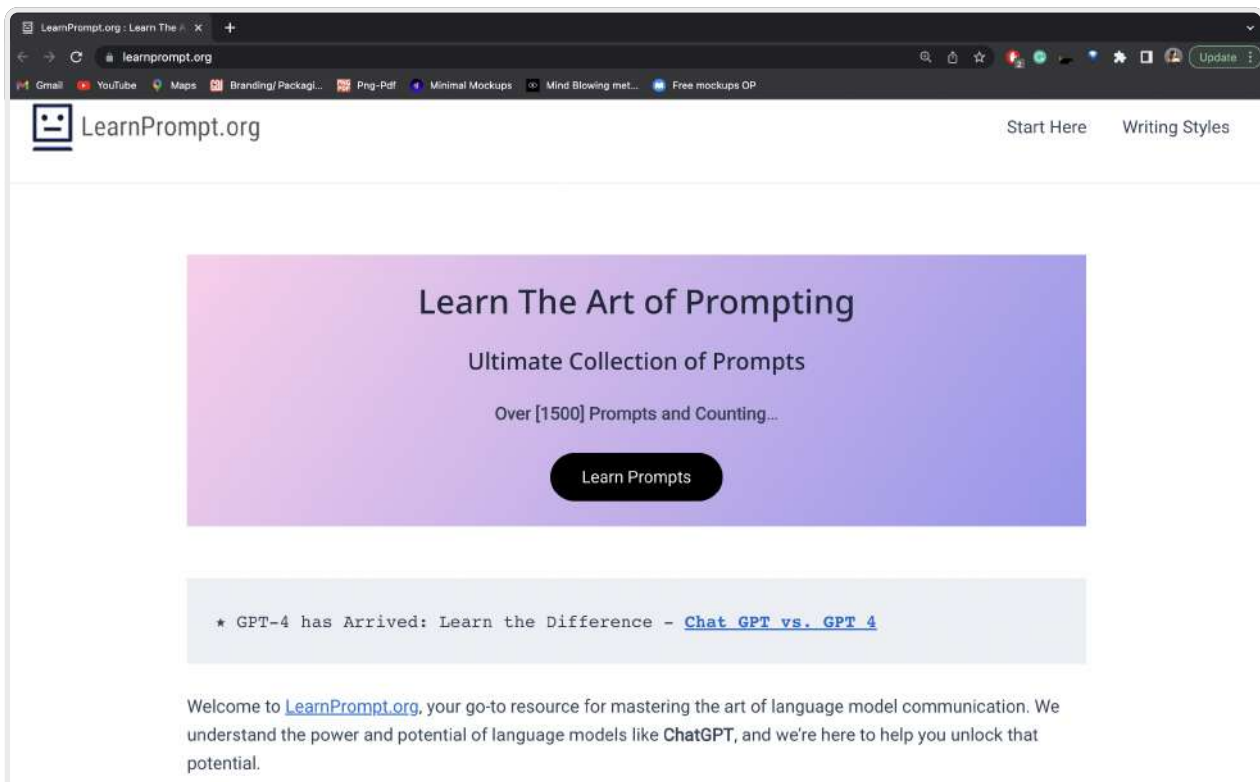 LearnPrompt.org : Learn The A
learnprompt.org
Update
Gmail
YouTube
Maps
Branding/Packagi...
Png-Pdf
Minimal Mockups
Mind Blowing met...
Free mockups OP
LearnPrompt.org
Start Here
Writing Styles
Learn The Art of Prompting
Ultimate Collection of Prompts
Over [1500] Prompts and Counting...
Learn Prompts
★ GPT-4 has Arrived: Learn the Difference – Chat GPT vs. GPT 4
Welcome to LearnPrompt.org, your go-to resource for mastering the art of language model communication. We
understand the power and potential of language models like ChatGPT, and we're here to help you unlock that
potential.